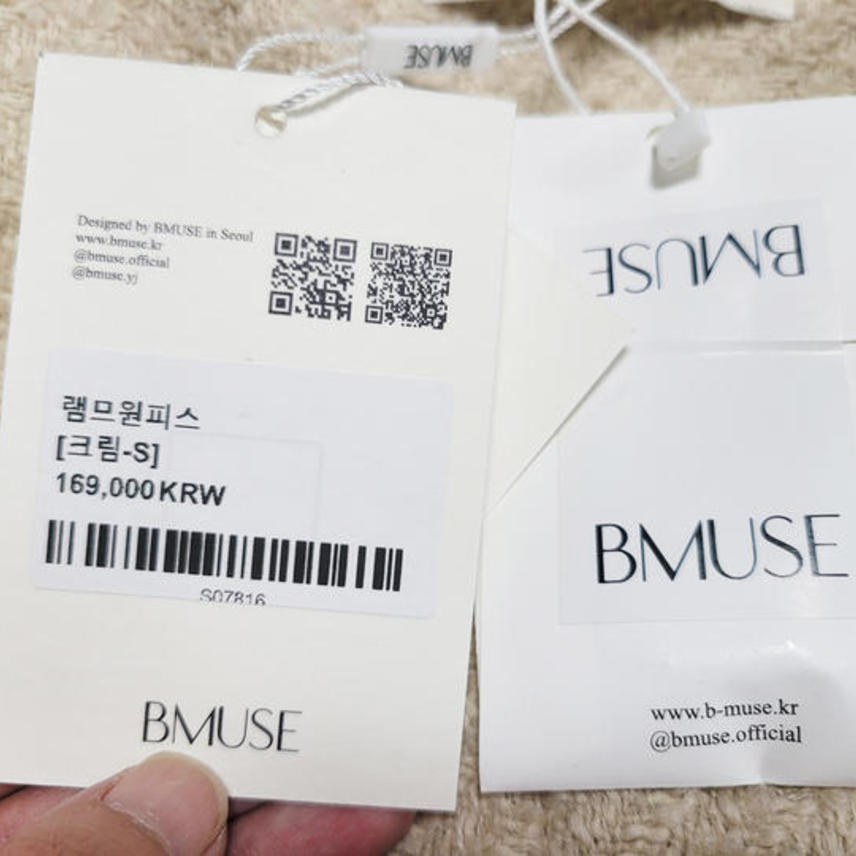 BMUSE
Designed by BMUSE in Seoul
www.bmuse.kr
@bmuse.official
@bmuse.yj
램므원피스
[크림-S]
169,000KRW
S07816
BMUSE
BMUSE
BMUSE
www.b-muse.kr
@bmuse.official